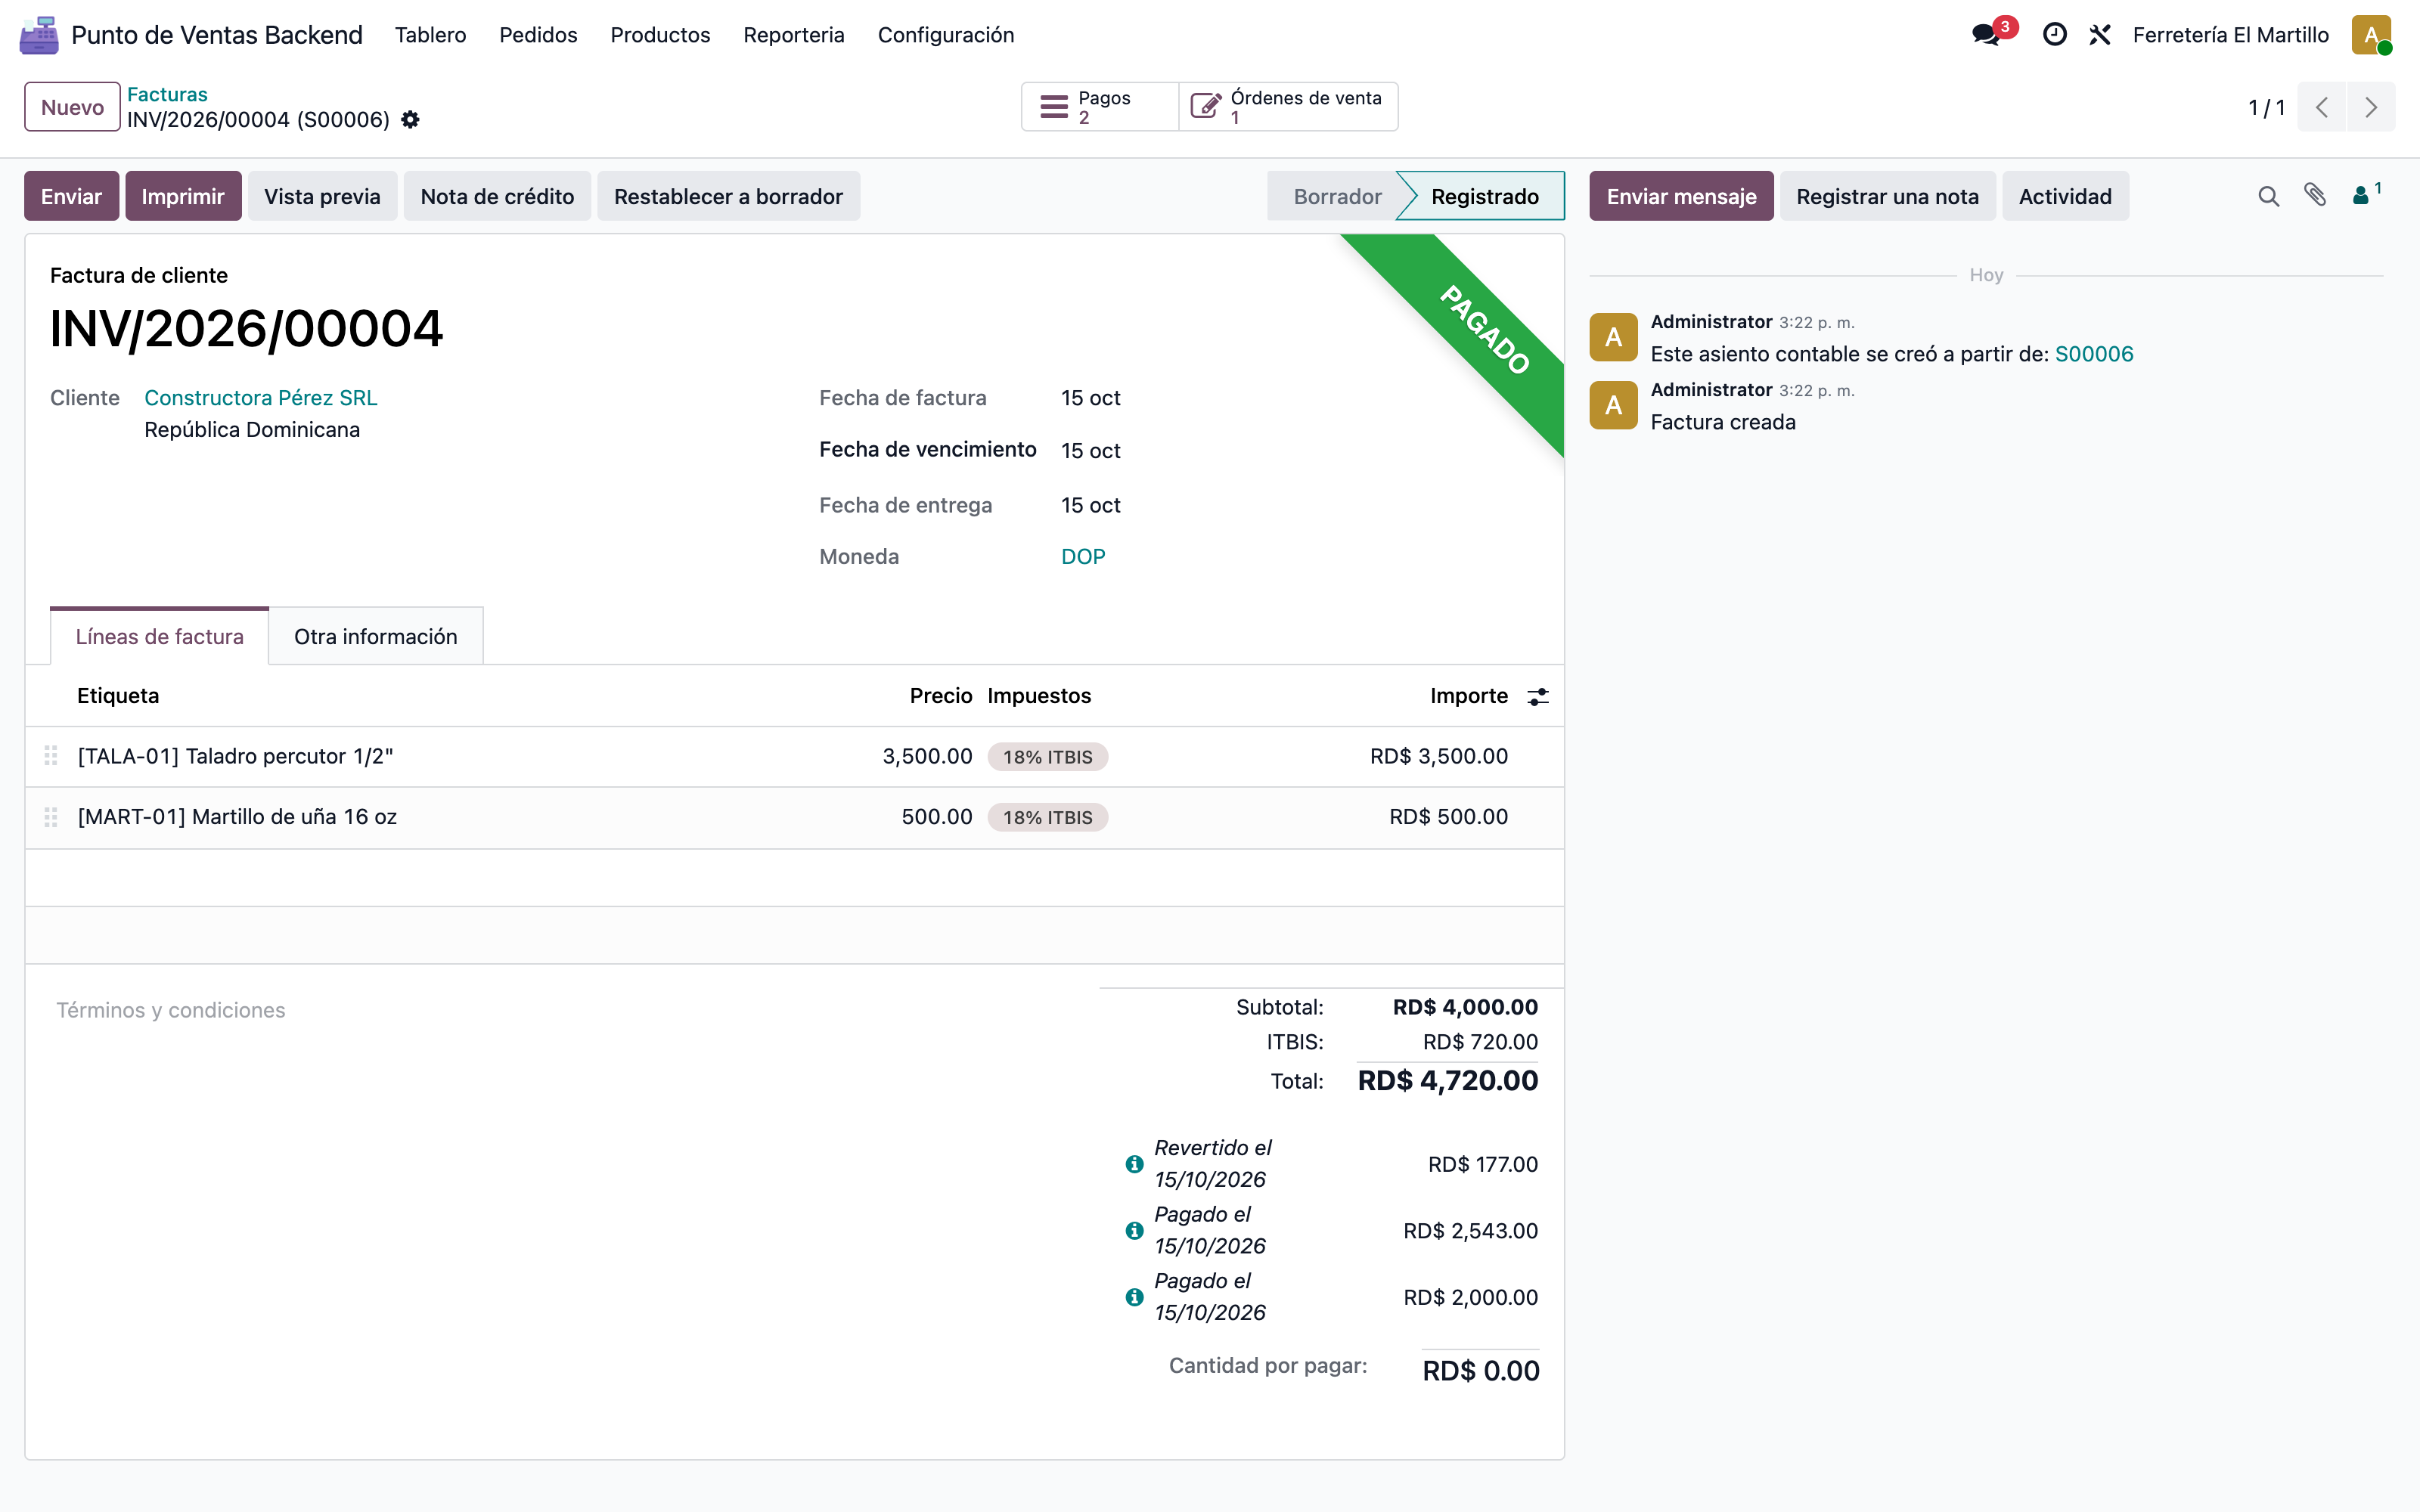 Punto de Ventas Backend Tablero Pedidos Productos Reporteria Configuración 3 Ferretería El Martillo A
Nuevo
Facturas
INV/2026/00004 (S00006)
Pagos
2
Órdenes de venta
1
1 / 1
Enviar Imprimir Vista previa Nota de crédito Restablecer a borrador Borrador Registrado
Enviar mensaje Registrar una nota Actividad 1
Factura de cliente
INV/2026/00004
PAGADO
Cliente Constructora Pérez SRL
República Dominicana
Fecha de factura 15 oct
Fecha de vencimiento 15 oct
Fecha de entrega 15 oct
Moneda DOP
Líneas de factura Otra información
Etiqueta Precio Impuestos Importe
[TALA-01] Taladro percutor 1/2" 3,500.00 18% ITBIS RD$ 3,500.00
[MART-01] Martillo de uña 16 oz 500.00 18% ITBIS RD$ 500.00
Términos y condiciones
Subtotal: RD$ 4,000.00
ITBIS: RD$ 720.00
Total: RD$ 4,720.00
Revertido el
15/10/2026 RD$ 177.00
Pagado el
15/10/2026 RD$ 2,543.00
Pagado el
15/10/2026 RD$ 2,000.00
Cantidad por pagar: RD$ 0.00
Hoy
A
Administrator 3:22 p. m.
Este asiento contable se creó a partir de: S00006
A
Administrator 3:22 p. m.
Factura creada